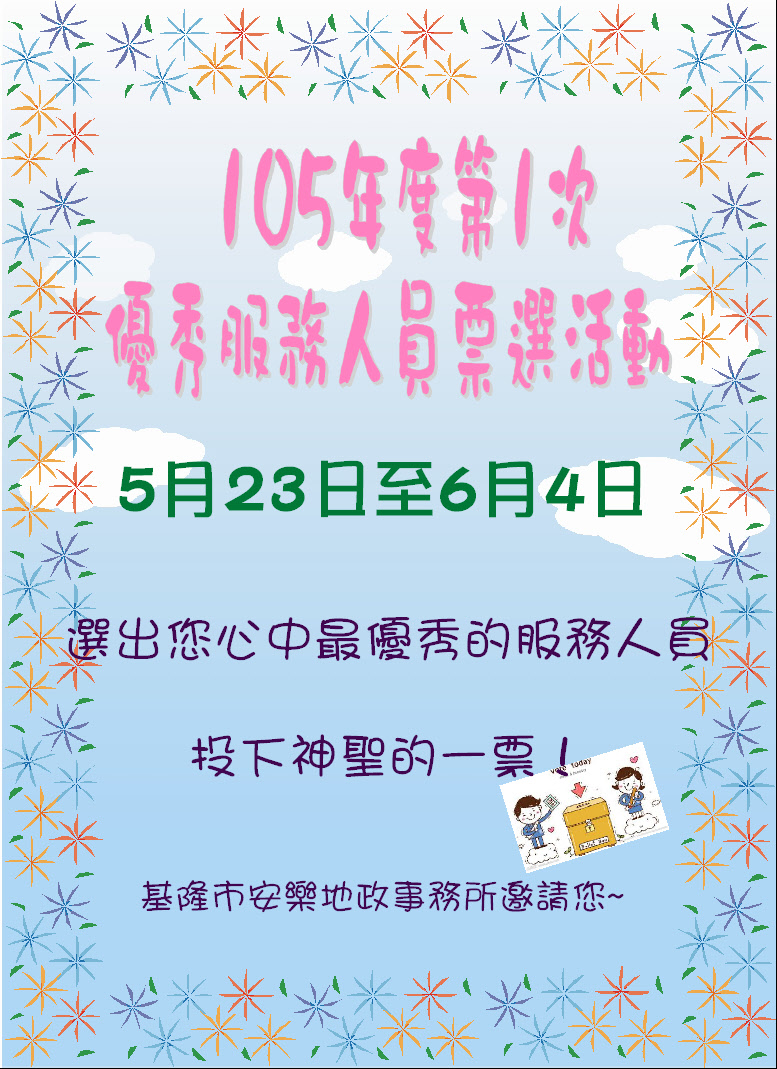 105年度第1次
優秀服務人員票選活動
5月23日至6月4日
選出您心中最優秀的服務人員
投下神聖的一票！
vote today
Ballot Box
基隆市安樂地政事務所邀請您~